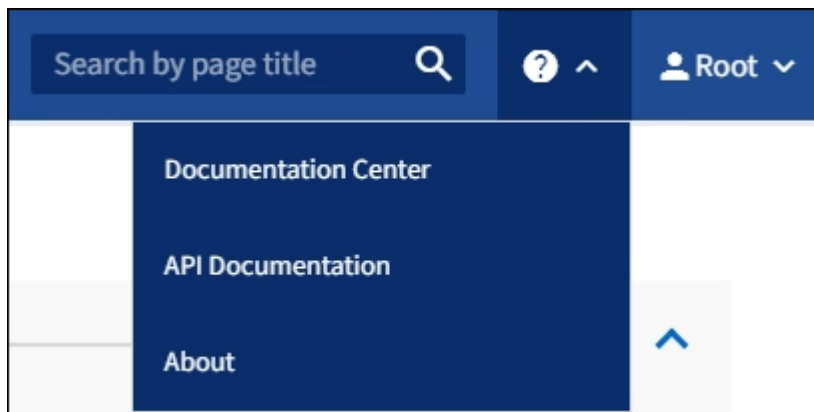 Search by page title
Root
Documentation Center
API Documentation
About